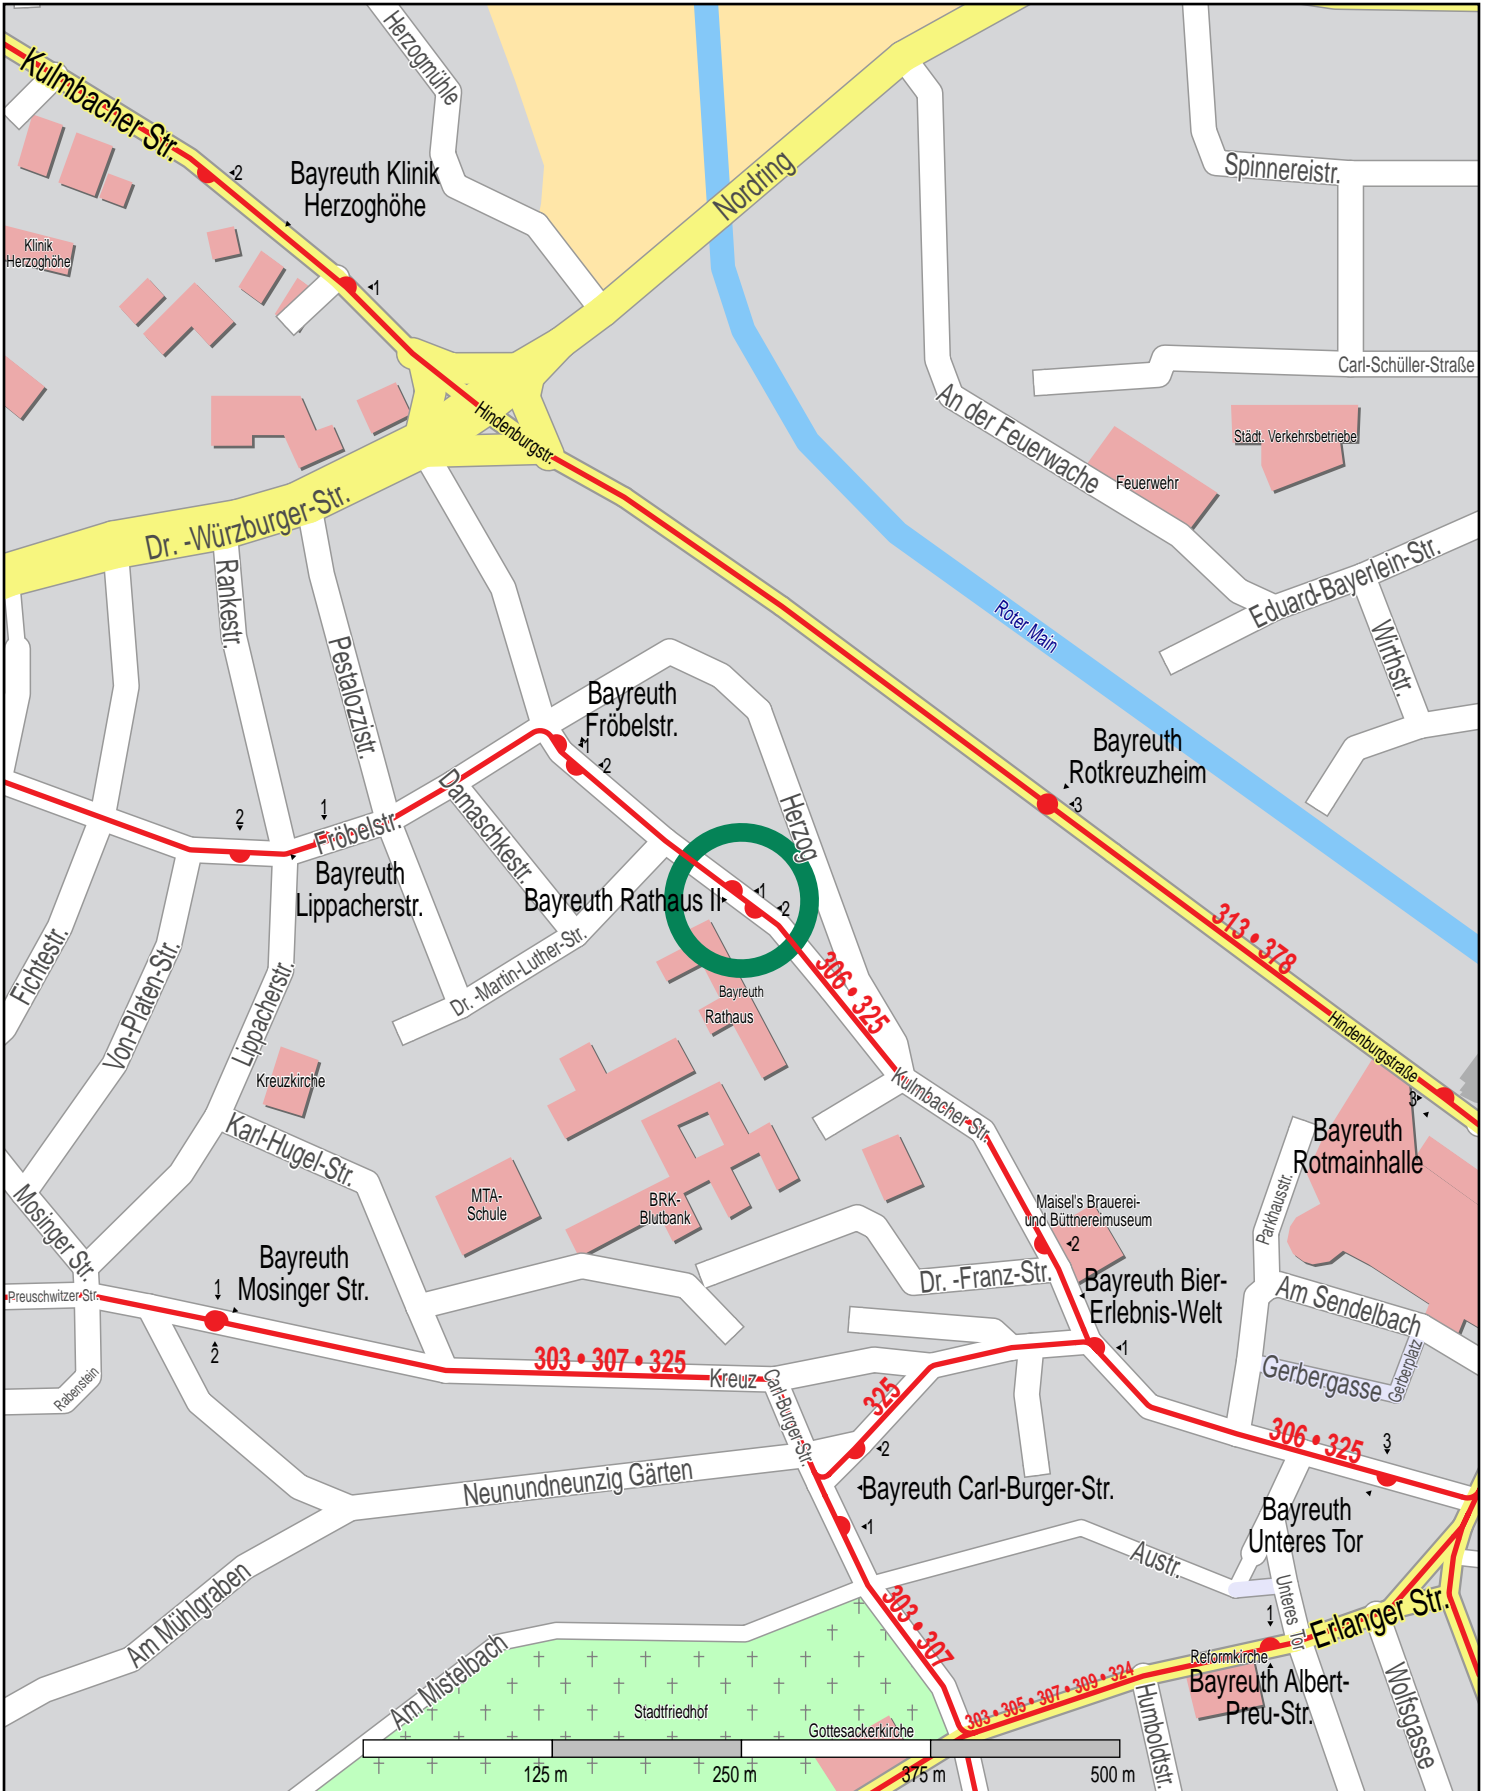 Herzogmühle
Kulmbacher Str.
2
Bayreuth Klinik
Herzoghöhe
Nordring
Spinnereistr.
Klinik
Herzoghöhe
1
Carl-Schüller-Straße
Hindenburgstr.
An der Feuerwache
Städt. Verkehrsbetriebe
Feuerwehr
Dr. -Würzburger-Str.
Eduard-Bayerlein-Str.
Rankestr.
Pestalozzistr.
Roter Main
Wirthstr.
Bayreuth
Fröbelstr.
1
2
Bayreuth
Rotkreuzheim
3
Damaschkestr.
Herzog
2
1
Fröbelstr.
Bayreuth
Lippacherstr.
Bayreuth Rathaus II
1
2
313 • 378
Fichtestr.
Von-Platen-Str.
Lippacherstr.
Dr. -Martin-Luther-Str.
306 • 325
Bayreuth
Rathaus
Hindenburgstraße
Kreuzkirche
Kulmbacher Str.
3
Karl-Hugel-Str.
Bayreuth
Rotmainhalle
Mosinger Str.
MTA-
Schule
BRK-
Blutbank
Maisel's Brauerei-
und Büttnereimuseum
Parkhausstr.
2
Bayreuth
Mosinger Str.
Dr. -Franz-Str.
Bayreuth Bier-
Erlebnis-Welt
Am Sendelbach
Preuschwitzer Str.
1
2
303 • 307 • 325
Kreuz
1
Gerbergasse
Gerberplatz
Rabenstein
Carl-Burger-Str.
325
306 • 325
3
2
Neunundneunzig Gärten
Bayreuth Carl-Burger-Str.
1
Bayreuth
Unteres Tor
Austr.
Am Mühlgraben
303 • 307
Unteres Tor
1
Erlanger Str.
Am Mistelbach
Reformkirche
303 • 305 • 307 • 309 • 324
Bayreuth Albert-
Preu-Str.
Wolfsgasse
Humboldtstr.
Stadtfriedhof
Gottesackerkirche
125 m
250 m
375 m
500 m